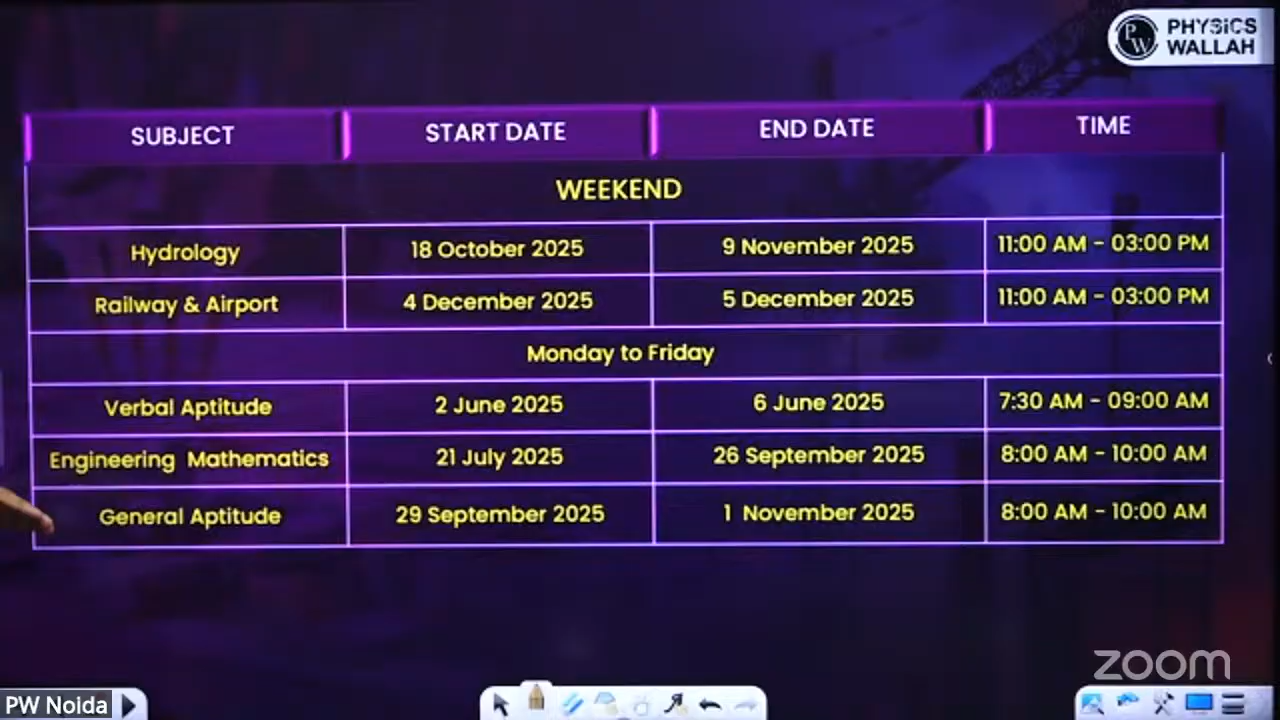 PHYSICS
WALLAH
PW
SUBJECT START DATE END DATE TIME
WEEKEND
Hydrology 18 October 2025 9 November 2025 11:00 AM - 03:00 PM
Railway & Airport 4 December 2025 5 December 2025 11:00 AM - 03:00 PM
Monday to Friday
Verbal Aptitude 2 June 2025 6 June 2025 7:30 AM - 09:00 AM
Engineering Mathematics 21 July 2025 26 September 2025 8:00 AM - 10:00 AM
General Aptitude 29 September 2025 1 November 2025 8:00 AM - 10:00 AM
zoom
PW Noida